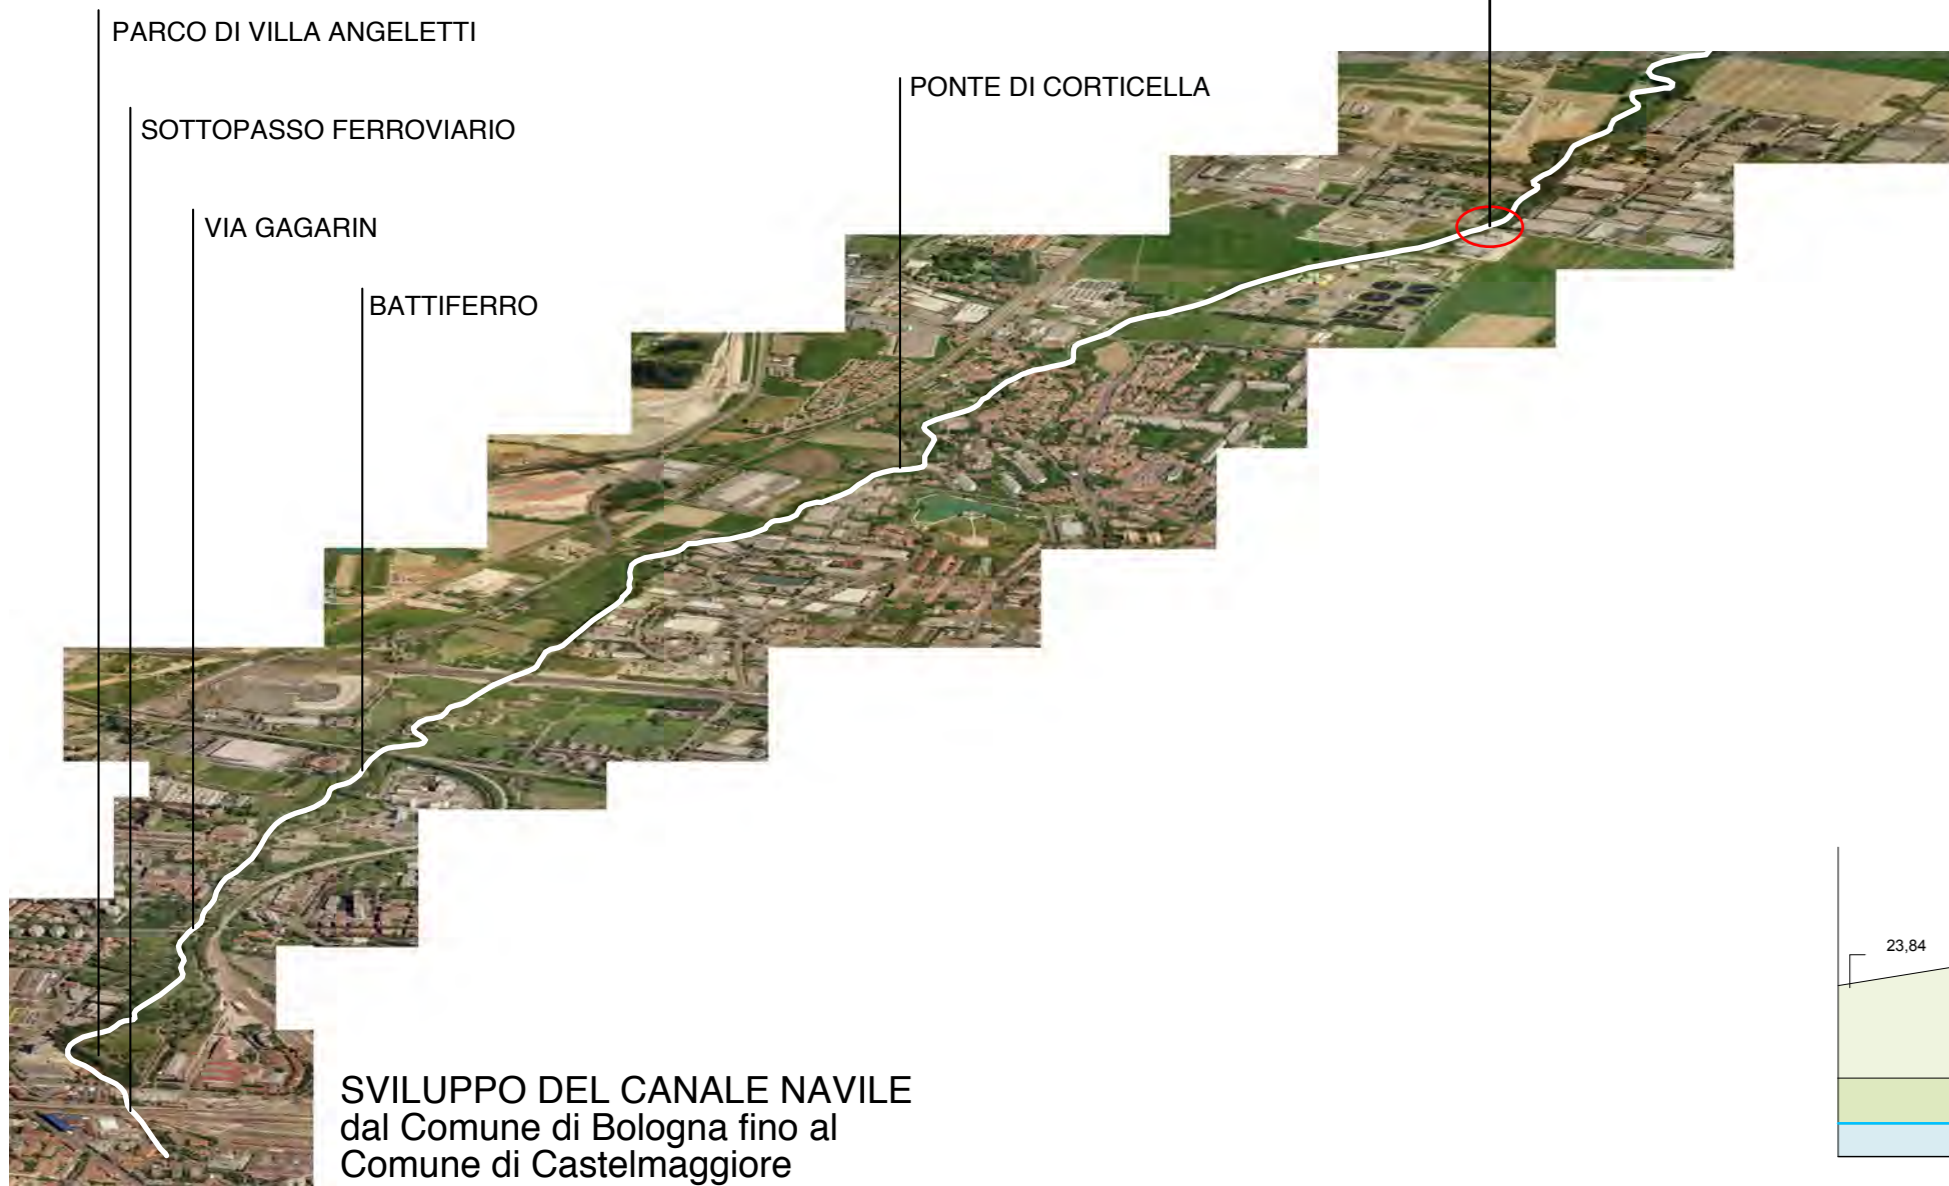 PARCO DI VILLA ANGELETTI
PONTE DI CORTICELLA
SOTTOPASSO FERROVIARIO
VIA GAGARIN
BATTIFERRO
23,84
SVILUPPO DEL CANALE NAVILE
dal Comune di Bologna fino al
Comune di Castelmaggiore